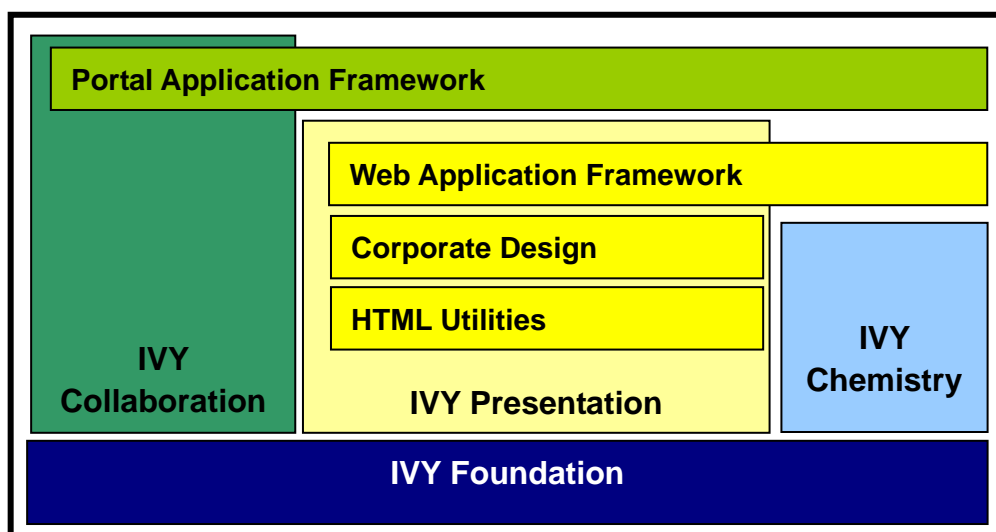 Portal Application Framework
Web Application Framework
Corporate Design
HTML Utilities
IVY
Collaboration
IVY Presentation
IVY
Chemistry
IVY Foundation